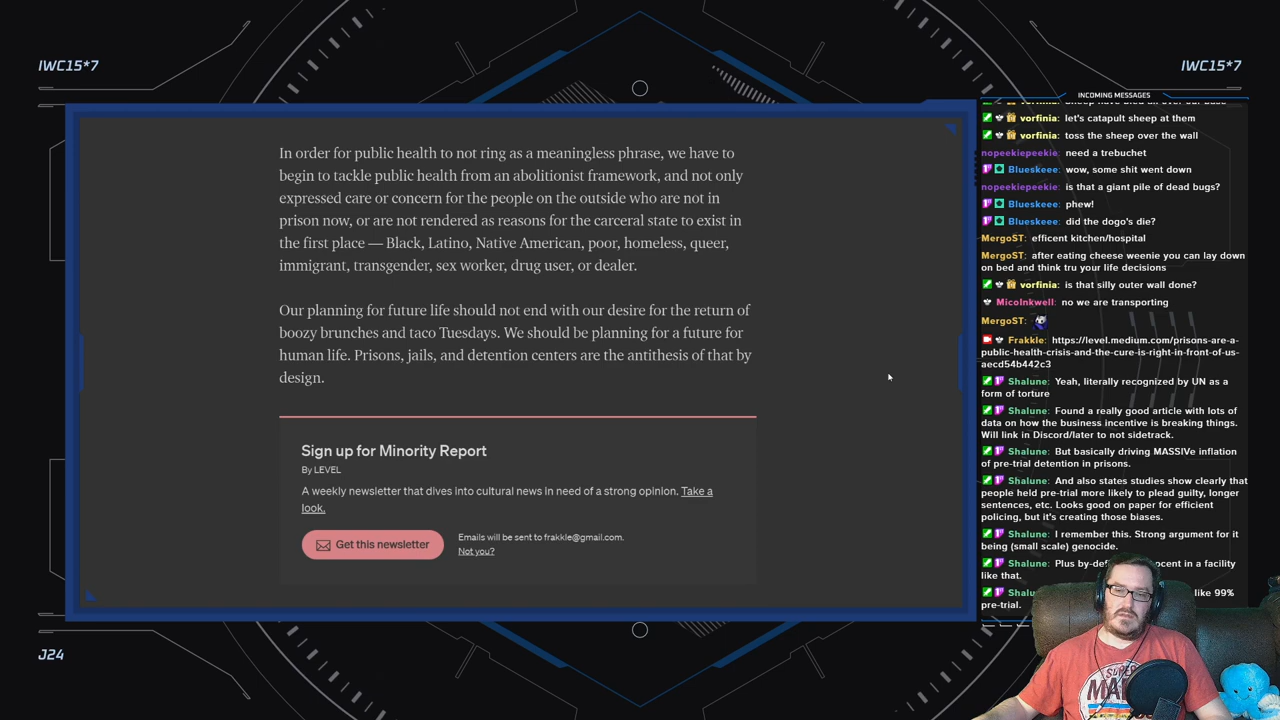 IWC15*7
IWC15*7
INCOMING MESSAGES
In order for public health to not ring as a meaningless phrase, we have to
begin to tackle public health from an abolitionist framework, and not only
expressed care or concern for the people on the outside who are not in
prison now, or are not rendered as reasons for the carceral state to exist in
the fist place — Black, Latino, Native American, poor, homeless, queer,
immigrant, transgender, sex worker, drug user, or dealer.
Our planning for future life should not end with our desire for the return of
boozy brunches and taco Tuesdays. We should be planning for a future for
human life. Prisons, jails, and detention centers are the antithesis of that by
design.
Sign up for Minority Report
By LEVEL
A weekly newsletter that dives into cultural news in need of a strong opinion. Take a
look.
Get this newsletter
Emails will be sent to frakkle@gmail.com.
Not you?
vorfinia: let's catapult sheep at them
vorfinia: toss the sheep over the wall
nopeekiepeekie: need a trebuchet
Blueskeee: wow, some shit went down
nopeekiepeekie: is that a giant pile of dead bugs?
Blueskeee: phew!
Blueskeee: did the dogo's die?
MergoST: efficent kitchen/hospital
MergoST: after eating cheese weenie you can lay down
on bed and think tru your life decisions
vorfinia: is that silly outer wall done?
MicoInkwell: no we are transporting
MergoST:
Frakkle: https://level.medium.com/prisons-are-a-
public-health-crisis-and-the-cure-is-right-in-front-of-us-
aecd54b442c3
Shalune: Yeah, literally recognized by UN as a
form of torture
Shalune: Found a really good article with lots of
data on how the business incentive is breaking things.
Will link in Discord/later to not sidetrack.
Shalune: But basically driving MASSIVe inflation
of pre-trial detention in prisons.
Shalune: And also states studies show clearly that
people held pre-trial more likely to plead guilty, longer
sentences, etc. Looks good on paper for efficient
policing, but it's creating those biases.
Shalune: I remember this. Strong argument for it
being (small scale) genocide.
Shalune: Plus by-def ocent in a facility
like that.
Shalu like 99%
pre-trial.
J24